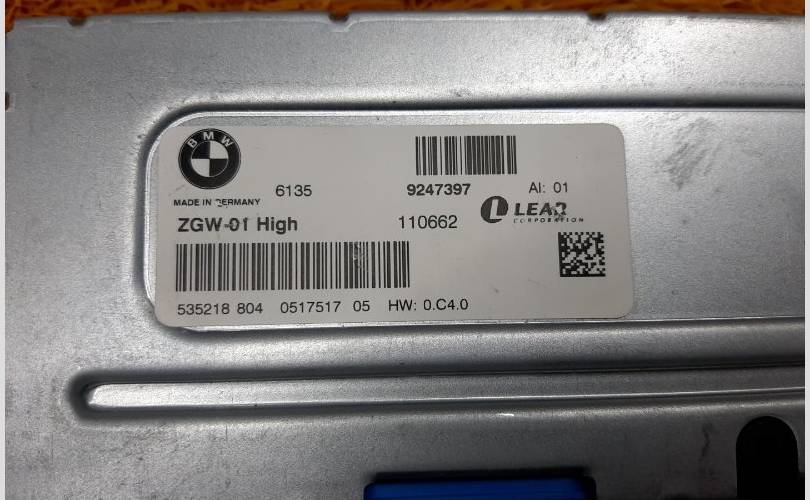 BMW
MADE IN GERMANY 6135 9247397 AI: 01
ZGW-01 High 110662 LEAR
CORPORATION
535218 804 0517517 05 HW: 0.C4.0